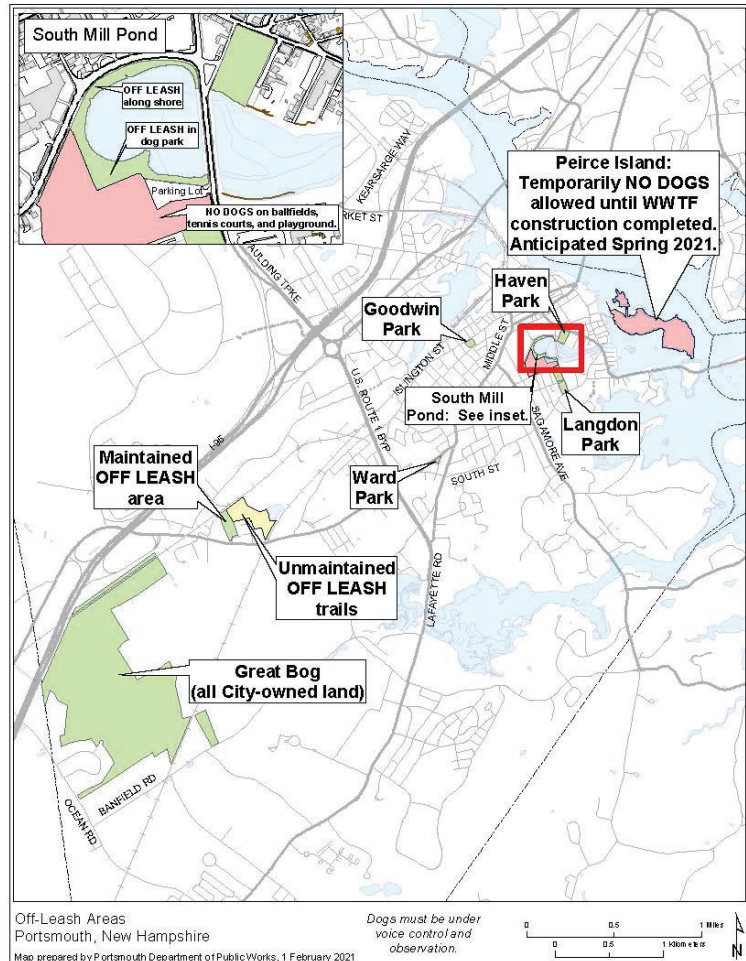 South Mill Pond
OFF LEASH
along shore
OFF LEASH in
dog park
Parking Lot
NO DOGS on ballfields,
tennis courts, and playground.
KEARSARGE WAY
Peirce Island:
Temporarily NO DOGS
allowed until WWTF
construction completed.
Anticipated Spring 2021.
RKET ST
AULDING TPKE
Haven
Park
Goodwin
Park
ISLINGTON ST
MIDDLE ST
U.S. ROUTE 1 BYP
South Mill
Pond: See inset.
Langdon
Park
SAGAMORE AVE
I-95
Maintained
OFF LEASH
area
Ward
Park
SOUTH ST
Unmaintained
OFF LEASH
trails
LAFAYETTE RD
Great Bog
(all City-owned land)
BANFIELD RD
OCEAN RD
Off-Leash Areas
Portsmouth, New Hampshire
Map prepared by Portsmouth Department of Public Works, 1 February 2021
Dogs must be under
voice control and
observation.
0 0.5 1 Miles
0 0.5 1 Kilometers
N